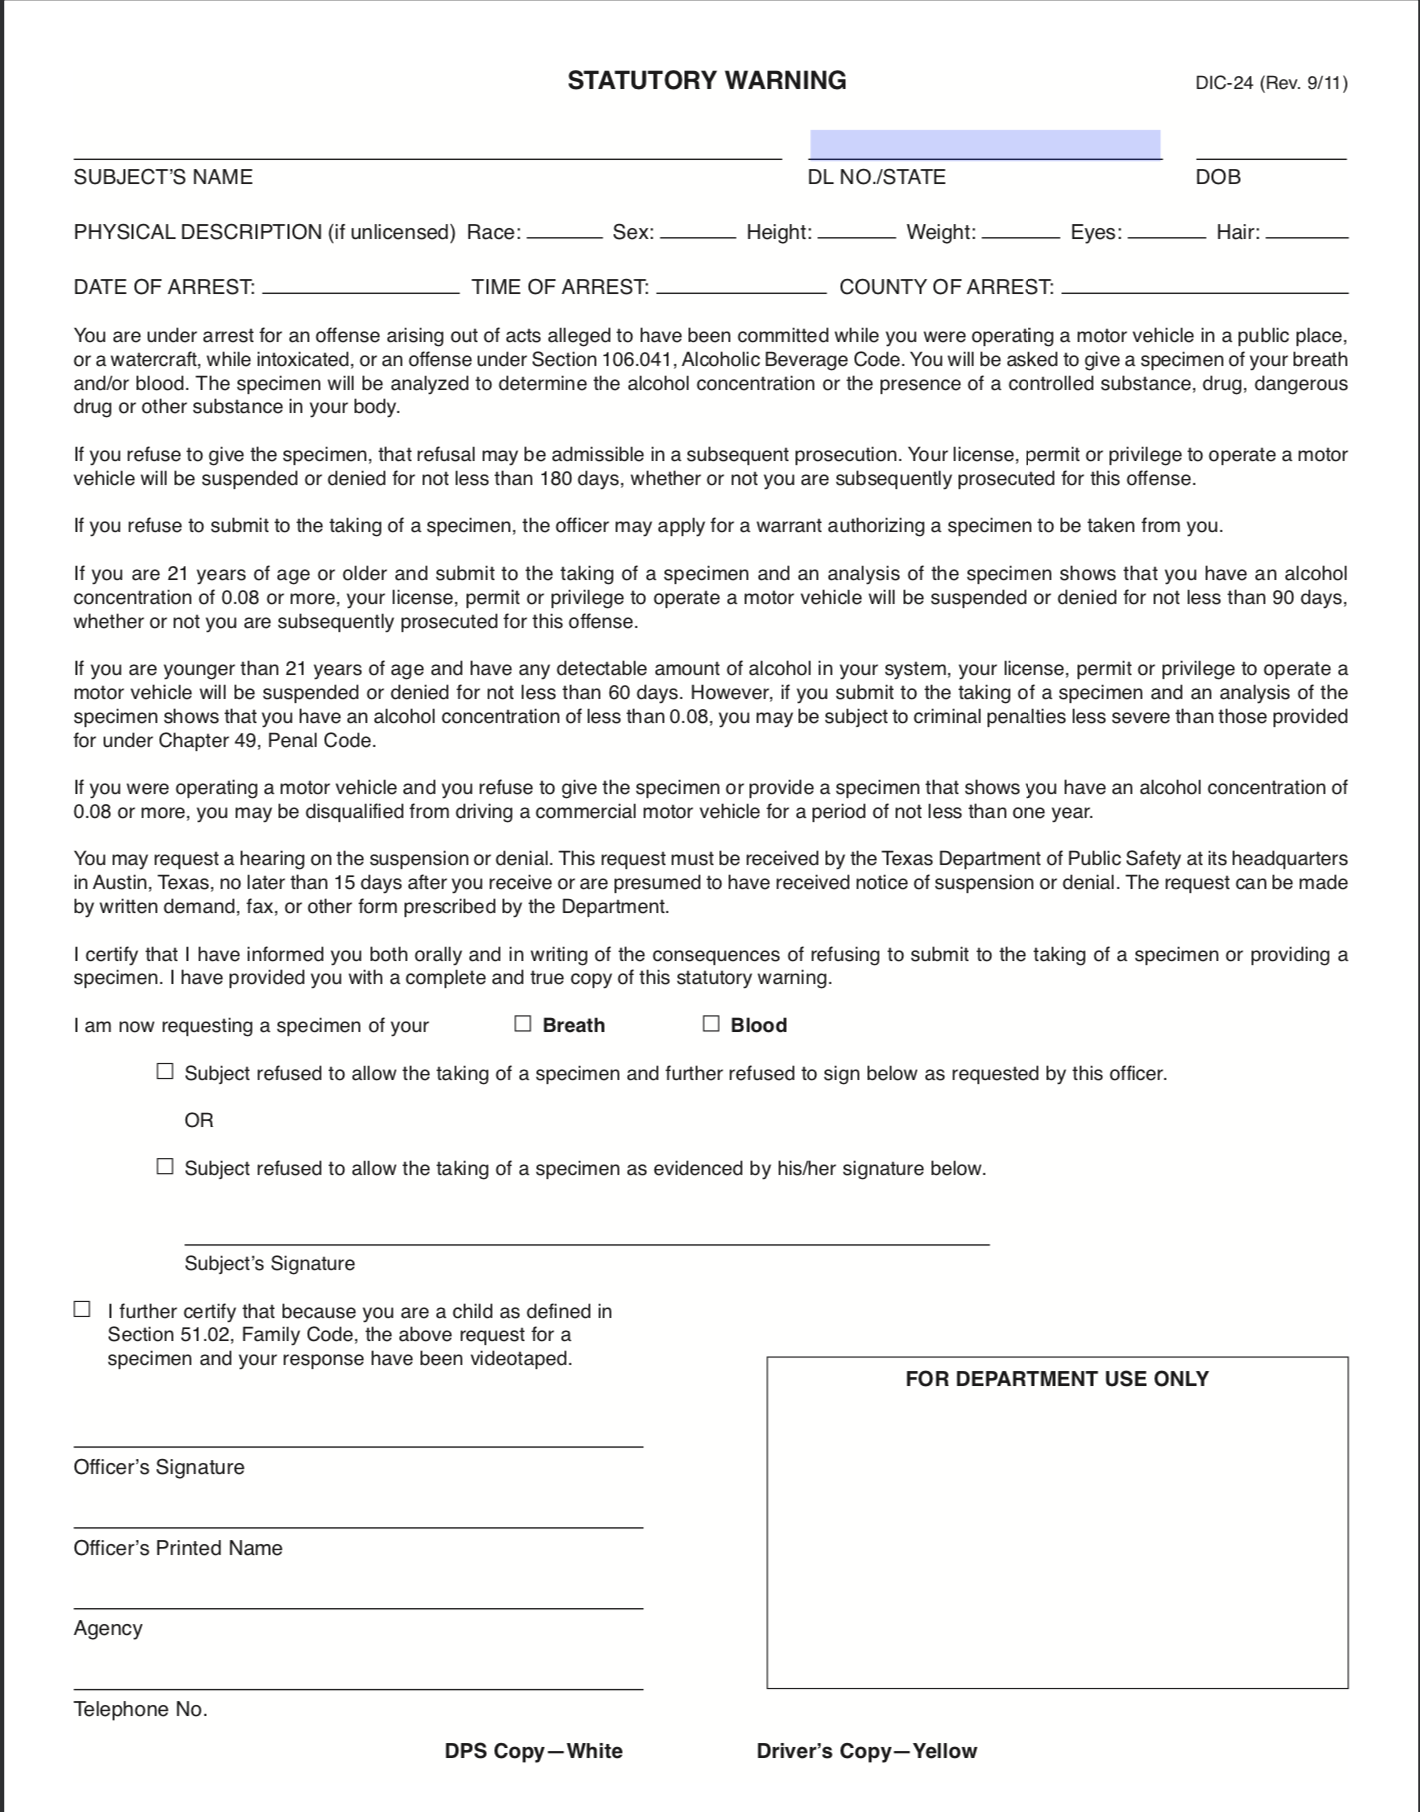 STATUTORY WARNING
DIC-24 (Rev. 9/11)
SUBJECT'S NAME DL NO./STATE DOB
PHYSICAL DESCRIPTION (if unlicensed) Race: Sex: Height: Weight: Eyes: Hair:
DATE OF ARREST: TIME OF ARREST: COUNTY OF ARREST:
You are under arrest for an offense arising out of acts alleged to have been committed while you were operating a motor vehicle in a public place,
or a watercraft, while intoxicated, or an offense under Section 106.041, Alcoholic Beverage Code. You will be asked to give a specimen of your breath
and/or blood. The specimen will be analyzed to determine the alcohol concentration or the presence of a controlled substance, drug, dangerous
drug or other substance in your body.
If you refuse to give the specimen, that refusal may be admissible in a subsequent prosecution. Your license, permit or privilege to operate a motor
vehicle will be suspended or denied for not less than 180 days, whether or not you are subsequently prosecuted for this offense.
If you refuse to submit to the taking of a specimen, the officer may apply for a warrant authorizing a specimen to be taken from you.
If you are 21 years of age or older and submit to the taking of a specimen and an analysis of the specimen shows that you have an alcohol
concentration of 0.08 or more, your license, permit or privilege to operate a motor vehicle will be suspended or denied for not less than 90 days,
whether or not you are subsequently prosecuted for this offense.
If you are younger than 21 years of age and have any detectable amount of alcohol in your system, your license, permit or privilege to operate a
motor vehicle will be suspended or denied for not less than 60 days. However, if you submit to the taking of a specimen and an analysis of the
specimen shows that you have an alcohol concentration of less than 0.08, you may be subject to criminal penalties less severe than those provided
for under Chapter 49, Penal Code.
If you were operating a motor vehicle and you refuse to give the specimen or provide a specimen that shows you have an alcohol concentration of
0.08 or more, you may be disqualified from driving a commercial motor vehicle for a period of not less than one year.
You may request a hearing on the suspension or denial. This request must be received by the Texas Department of Public Safety at its headquarters
in Austin, Texas, no later than 15 days after you receive or are presumed to have received notice of suspension or denial. The request can be made
by written demand, fax, or other form prescribed by the Department.
I certify that I have informed you both orally and in writing of the consequences of refusing to submit to the taking of a specimen or providing a
specimen. I have provided you with a complete and true copy of this statutory warning.
I am now requesting a specimen of your ☐ Breath ☐ Blood
☐ Subject refused to allow the taking of a specimen and further refused to sign below as requested by this officer.
OR
☐ Subject refused to allow the taking of a specimen as evidenced by his/her signature below.
Subject's Signature
☐ I further certify that because you are a child as defined in
Section 51.02, Family Code, the above request for a
specimen and your response have been videotaped.
FOR DEPARTMENT USE ONLY
Officer's Signature
Officer's Printed Name
Agency
Telephone No.
DPS Copy—White Driver's Copy—Yellow